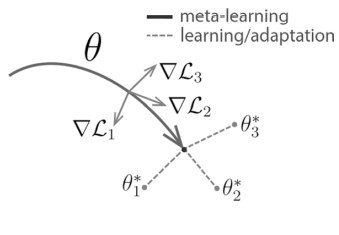 meta-learning
learning/adaptation
θ
∇ℒ₃
∇ℒ₂
∇ℒ₁
θ₃*
θ₁*
θ₂*